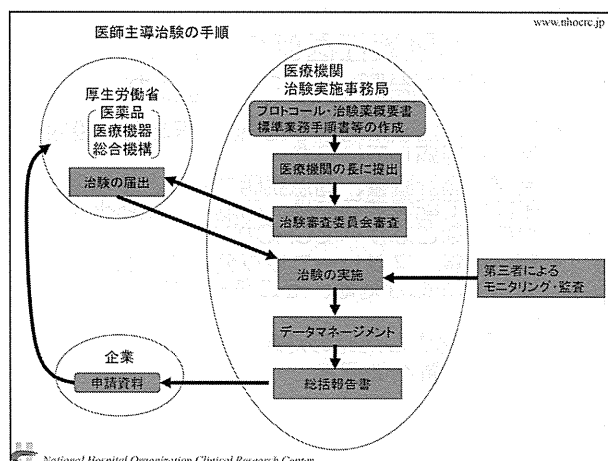 www.nhocrc.jp
医師主導治験の手順
医療機関
治験実施事務局
厚生労働省
医薬品
医療機器
総合機構
プロトコール・治験薬概要書
標準業務手順書等の作成
医療機関の長に提出
治験の届出
治験審査委員会審査
治験の実施
第三者による
モニタリング・監査
データマネージメント
企業
申請資料
総括報告書
National Hospital Organization Clinical Research Center